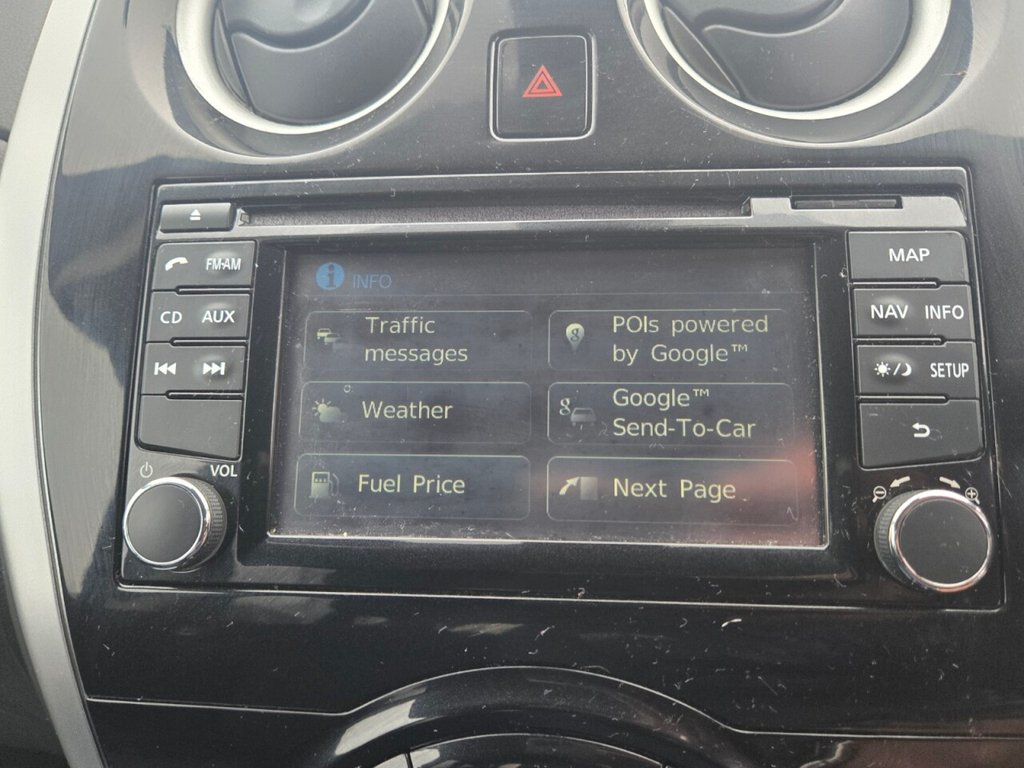 MAP
FM·AM
INFO
CD AUX
NAV INFO
Traffic
messages
POIs powered
by Google™
SETUP
Weather
Google™
Send-To-Car
Fuel Price
Next Page
VOL